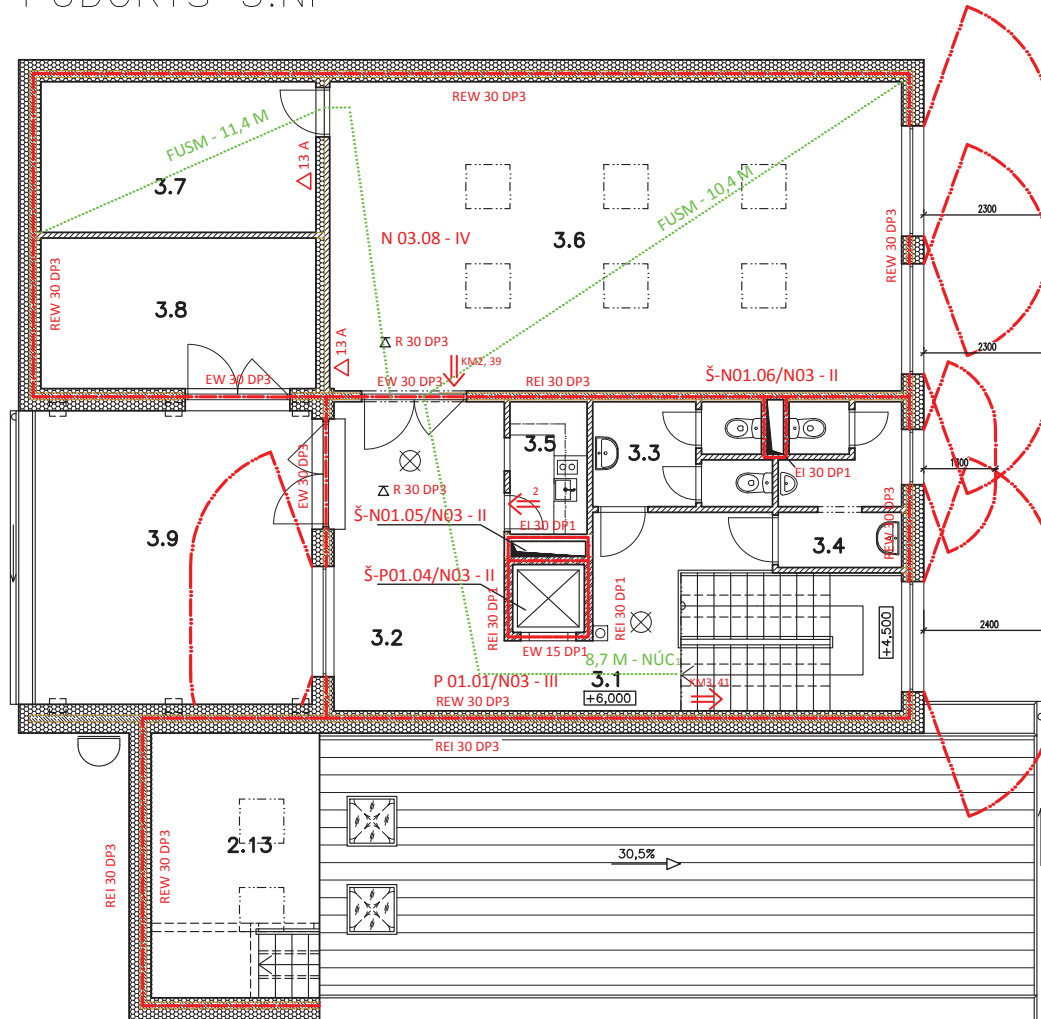 REW 30 DP3
FUSM - 11,4 M
13 A
3.7
FUSM - 10,4 M
2300
N 03.08 - IV
3.6
REW 30 DP3
REW 30 DP3
3.8
13 A
R 30 DP3
KM2, 39
2300
EW 30 DP3
EW 30 DP3
REI 30 DP3
Š-N01.06/N03 - II
3.5
3.3
EI 30 DP1
EW 30 DP3
R 30 DP3
2
Š-N01.05/N03 - II
EI 30 DP1
REW 30 DP3
3.9
3.4
Š-P01.04/N03 - II
REI 30 DP1
REI 30 DP1
3.2
EW 15 DP1
+4,500
2400
8,7 M - NÚC
P 01.01/N03 - III
3.1
KM3, 41
REW 30 DP3
+6,000
REI 30 DP3
2.13
30,5%
REI 30 DP3
REW 30 DP3